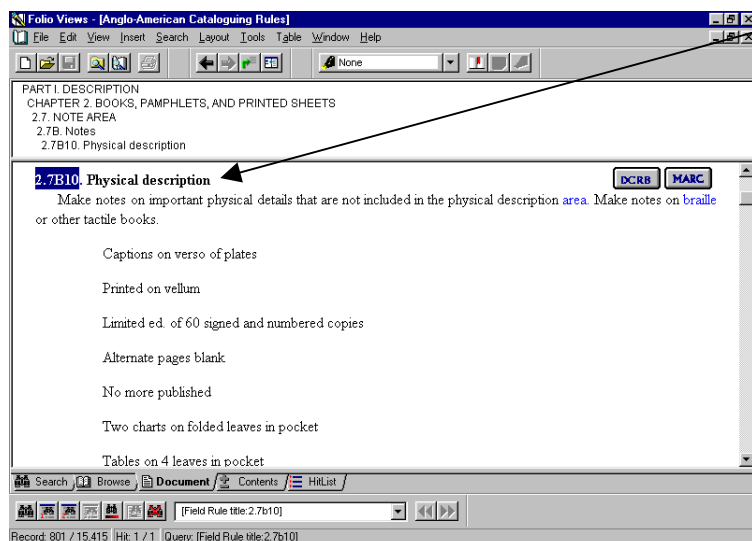 Folio Views - [Anglo-American Cataloguing Rules]
File Edit View Insert Search Layout Tools Table Window Help
None
PART I. DESCRIPTION
CHAPTER 2. BOOKS, PAMPHLETS, AND PRINTED SHEETS
2.7. NOTE AREA
2.7B. Notes
2.7B10. Physical description
2.7B10. Physical description DCRB MARC
Make notes on important physical details that are not included in the physical description area. Make notes on braille
or other tactile books.
Captions on verso of plates
Printed on vellum
Limited ed. of 60 signed and numbered copies
Alternate pages blank
No more published
Two charts on folded leaves in pocket
Tables on 4 leaves in pocket
Search Browse Document Contents HitList
[Field Rule title:2.7b10]
Record: 801 / 15,415 Hit: 1 / 1 Query: [Field Rule title:2.7b10]